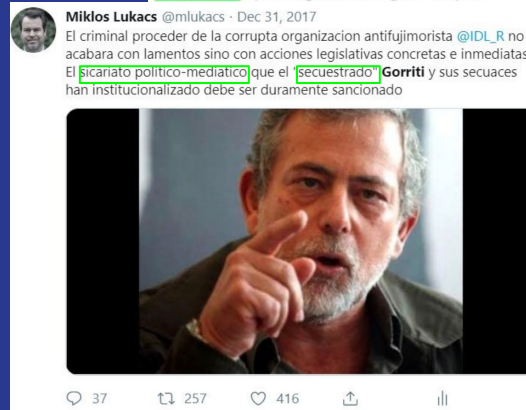 Miklos Lukacs @mlukacs · Dec 31, 2017
El criminal proceder de la corrupta organizacion antifujimorista @IDL_R no
acabara con lamentos sino con acciones legislativas concretas e inmediatas
El sicariato politico-mediatico que el "secuestrado" Gorriti y sus secuaces
han institucionalizado debe ser duramente sancionado
37 257 416